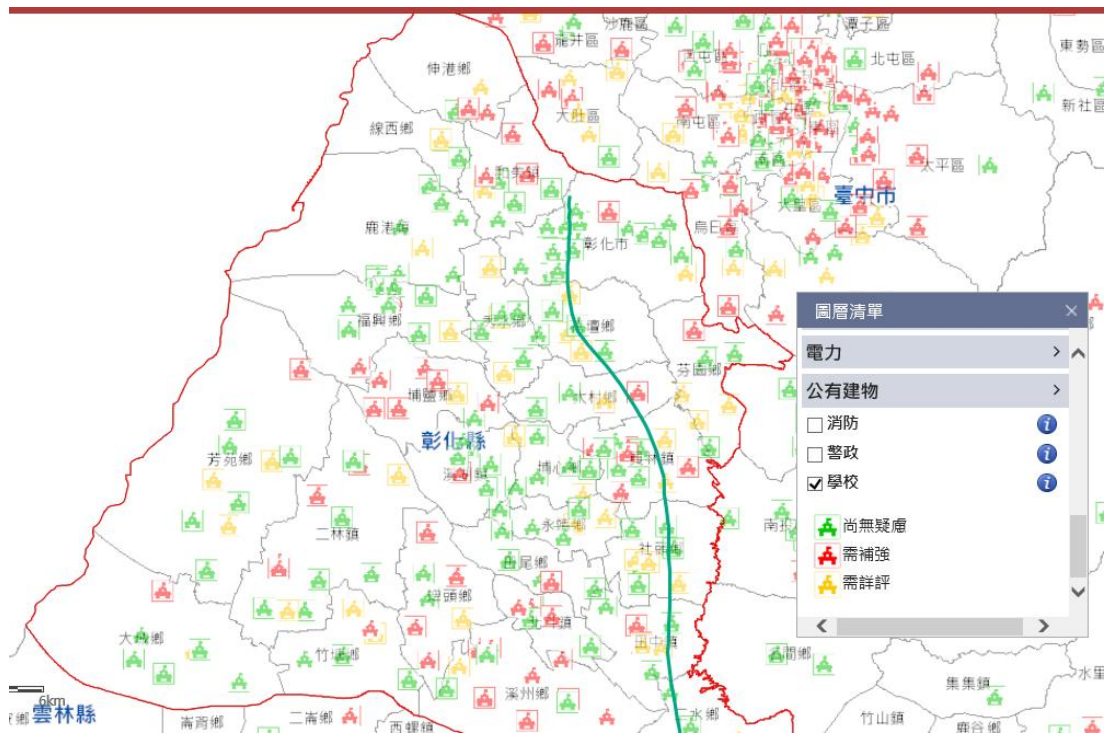 沙鹿區
潭子區
龍井區
東勢區
伸港鄉
西屯區
北屯區
大肚區
新社區
南屯區
線西鄉
太平區
和美鎮
臺中市
大里區
鹿港鎮
烏日區
彰化市
圖層清單
福興鄉
秀水鄉
花壇鄉
電力
芬園鄉
公有建物
埔鹽鄉
大村鄉
消防
彰化縣
警政
芳苑鄉
溪湖鎮
埔心鄉
員林鎮
學校
二林鎮
永靖鄉
尚無疑慮
社頭鄉
需補強
田尾鄉
需詳評
埤頭鄉
北斗鎮
大城鄉
田中鎮
竹塘鄉
名間鄉
水里
集集鎮
溪州鄉
6km
雲林縣
崙背鄉
二崙鄉
西螺鎮
二水鄉
竹山鎮
鹿谷鄉